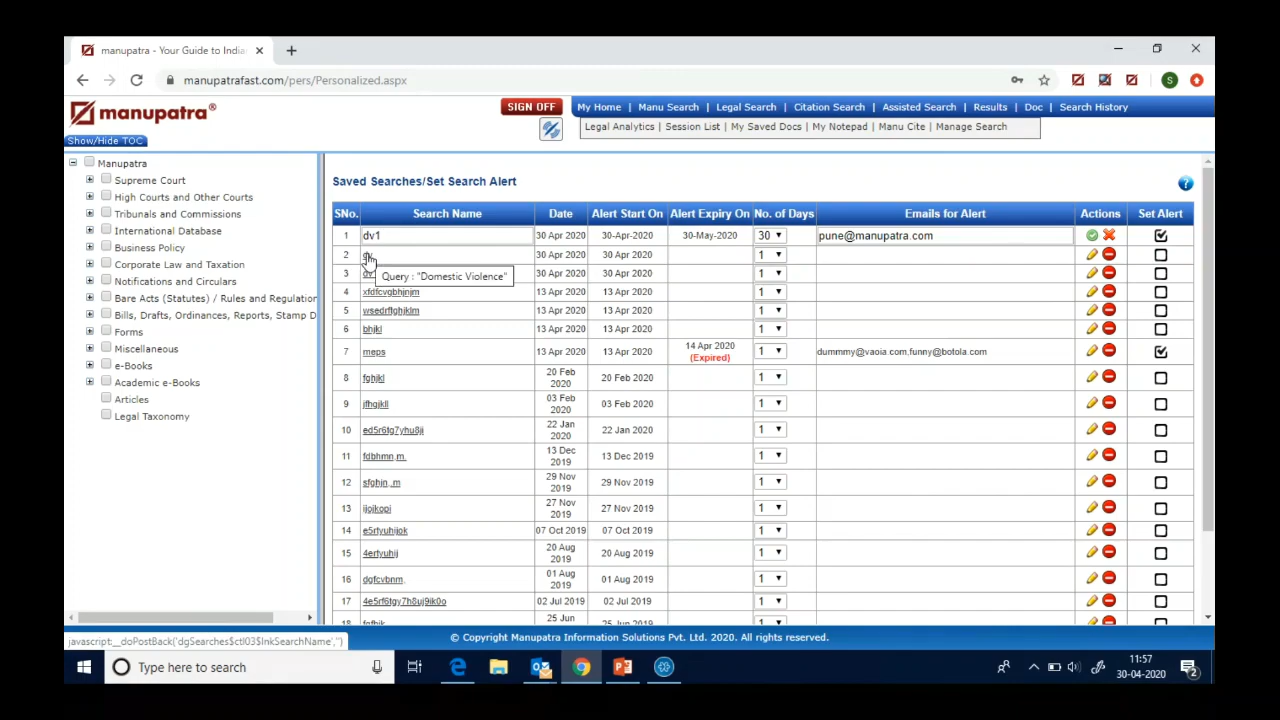 manupatra - Your Guide to India
manupatrafast.com/pers/Personalized.aspx
S
manupatra®
SIGN OFF
My Home | Manu Search | Legal Search | Citation Search | Assisted Search | Results | Doc | Search History
Legal Analytics | Session List | My Saved Docs | My Notepad | Manu Cite | Manage Search
Show/Hide TOC
Manupatra
Supreme Court
High Courts and Other Courts
Tribunals and Commissions
International Database
Business Policy
Corporate Law and Taxation
Notifications and Circulars
Bare Acts (Statutes) / Rules and Regulation
Bills, Drafts, Ordinances, Reports, Stamp D
Forms
Miscellaneous
e-Books
Academic e-Books
Articles
Legal Taxonomy
Saved Searches/Set Search Alert
SNo. Search Name Date Alert Start On Alert Expiry On No. of Days Emails for Alert Actions Set Alert
1 dv1 30 Apr 2020 30-Apr-2020 30-May-2020 30 pune@manupatra.com
2 30 Apr 2020 30 Apr 2020 1
Query : "Domestic Violence"
3 30 Apr 2020 30 Apr 2020 1
4 xfdfcvgbhjnjm 13 Apr 2020 13 Apr 2020 1
5 wsedrflghjklm 13 Apr 2020 13 Apr 2020 1
6 bhjkl 13 Apr 2020 13 Apr 2020 1
7 meps 13 Apr 2020 13 Apr 2020 14 Apr 2020 (Expired) 1 dummmy@vaoia.com,funny@botola.com
8 fghjkl 20 Feb 2020 20 Feb 2020 1
9 jfhgjkll 03 Feb 2020 03 Feb 2020 1
10 ed5r6tg7yhu8ji 22 Jan 2020 22 Jan 2020 1
11 fdbhmn,m. 13 Dec 2019 13 Dec 2019 1
12 sfghjn,.m 29 Nov 2019 29 Nov 2019 1
13 ijojkopi 27 Nov 2019 27 Nov 2019 1
14 e5rtyuhijok 07 Oct 2019 07 Oct 2019 1
15 4ertyuhij 20 Aug 2019 20 Aug 2019 1
16 dgfcvbnm, 01 Aug 2019 01 Aug 2019 1
17 4e5rf6tgy7h8uj9ik0o 02 Jul 2019 02 Jul 2019 1
25 Jun
javascript:__doPostBack('dgSearches$ctl03$lnkSearchName','')
© Copyright Manupatra Information Solutions Pvt. Ltd. 2020. All rights reserved.
Type here to search
11:57
30-04-2020
2